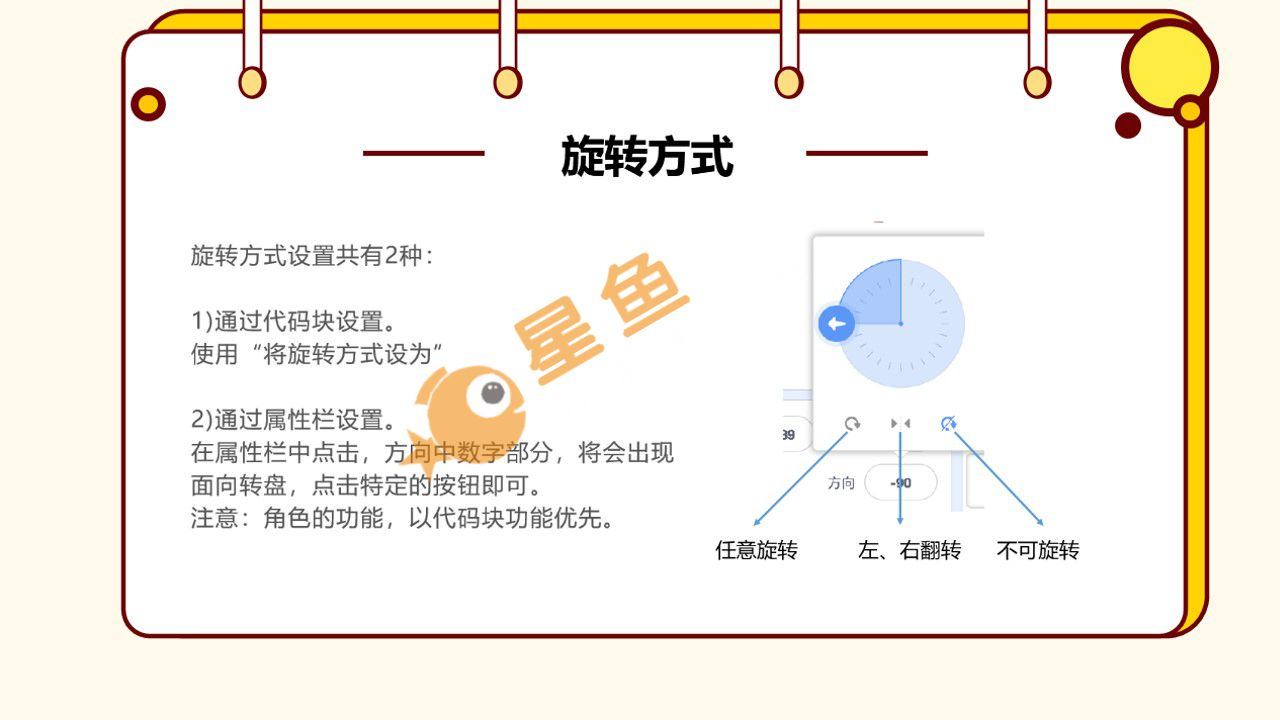 旋转方式
旋转方式设置共有2种：
1)通过代码块设置。
使用“将旋转方式设为”
2)通过属性栏设置。
在属性栏中点击，方向中数字部分，将会出现
面向转盘，点击特定的按钮即可。
注意：角色的功能，以代码块功能优先。
星鱼
39
方向
-90
任意旋转
左、右翻转
不可旋转